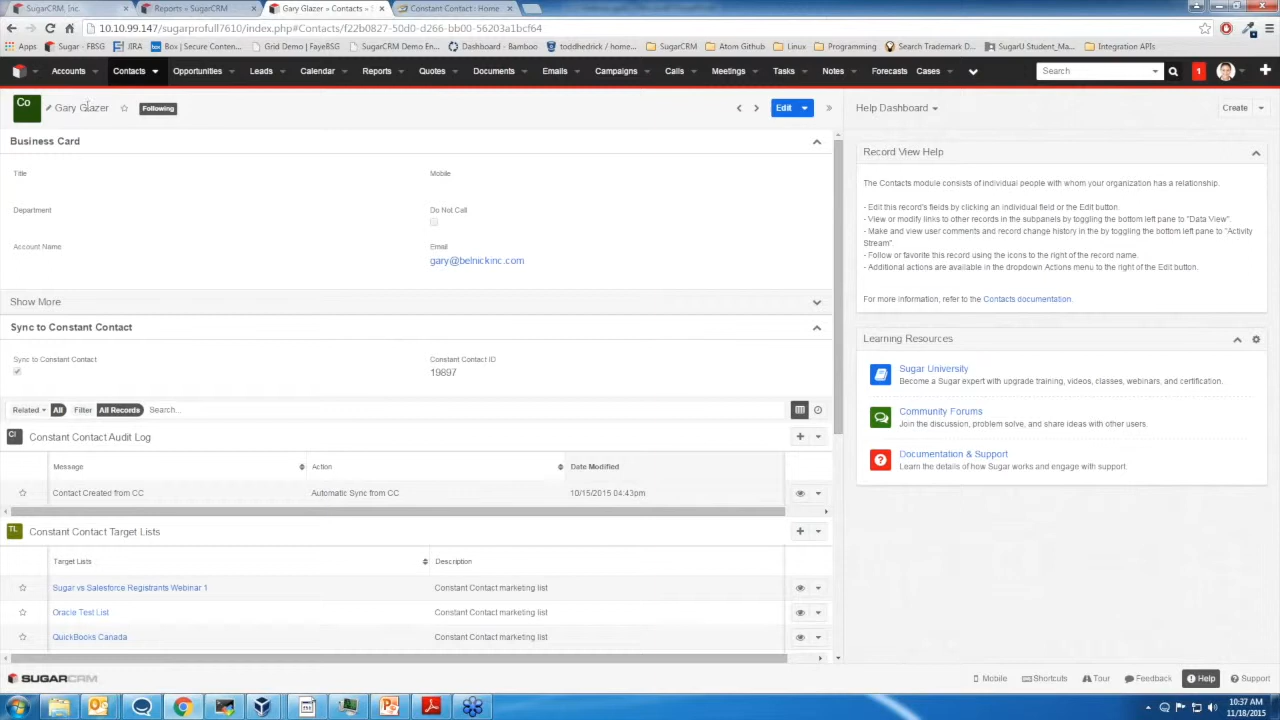 SugarCRM, Inc.
Reports « SugarCRM
Gary Glazer » Contacts » S
Constant Contact : Home
10.10.99.147/sugarprofull7610/index.php#Contacts/f22b0827-50d0-d266-bb00-56203a1bcf64
Apps Sugar - FBSG JIRA Box | Secure Conten... Grid Demo @FayeBSG SugarCRM Demo En... Dashboard - Bamboo toddhedrick / home... SugarCRM Atom Github Linux Programming Search Trademark D... SugarU Student_Ma... Integration APIs
Accounts Contacts Opportunities Leads Calendar Reports Quotes Documents Emails Campaigns Calls Meetings Tasks Notes Forecasts Cases Search 1
Co Gary Glazer Following Edit
Help Dashboard Create
Business Card
Record View Help
Title Mobile
The Contacts module consists of individual people with whom your organization has a relationship.
Department Do Not Call
- Edit this record's fields by clicking an individual field or the Edit button.
- View or modify links to other records in the subpanels by toggling the bottom left pane to "Data View".
- Make and view user comments and record change history in the by toggling the bottom left pane to "Activity
Stream"
- Follow or favorite this record using the icons to the right of the record name.
- Additional actions are available in the dropdown Actions menu to the right of the Edit button.
Account Name Email
gary@belnickinc.com
For more information, refer to the Contacts documentation.
Show More
Sync to Constant Contact
Learning Resources
Sync to Constant Contact Constant Contact ID
19897
Sugar University
Become a Sugar expert with upgrade training, videos, classes, webinars, and certification.
Community Forums
Join the discussion, problem solve, and share ideas with other users.
Documentation & Support
Learn the details of how Sugar works and engage with support.
Related All Filter All Records Search...
CI Constant Contact Audit Log
Message Action Date Modified
Contact Created from CC Automatic Sync from CC 10/15/2015 04:43pm
TL Constant Contact Target Lists
Target Lists Description
Sugar vs Salesforce Registrants Webinar 1 Constant Contact marketing list
Oracle Test List Constant Contact marketing list
QuickBooks Canada Constant Contact marketing list
SUGARCRM Mobile Shortcuts Tour Feedback Help Support
10:37 AM
11/18/2015